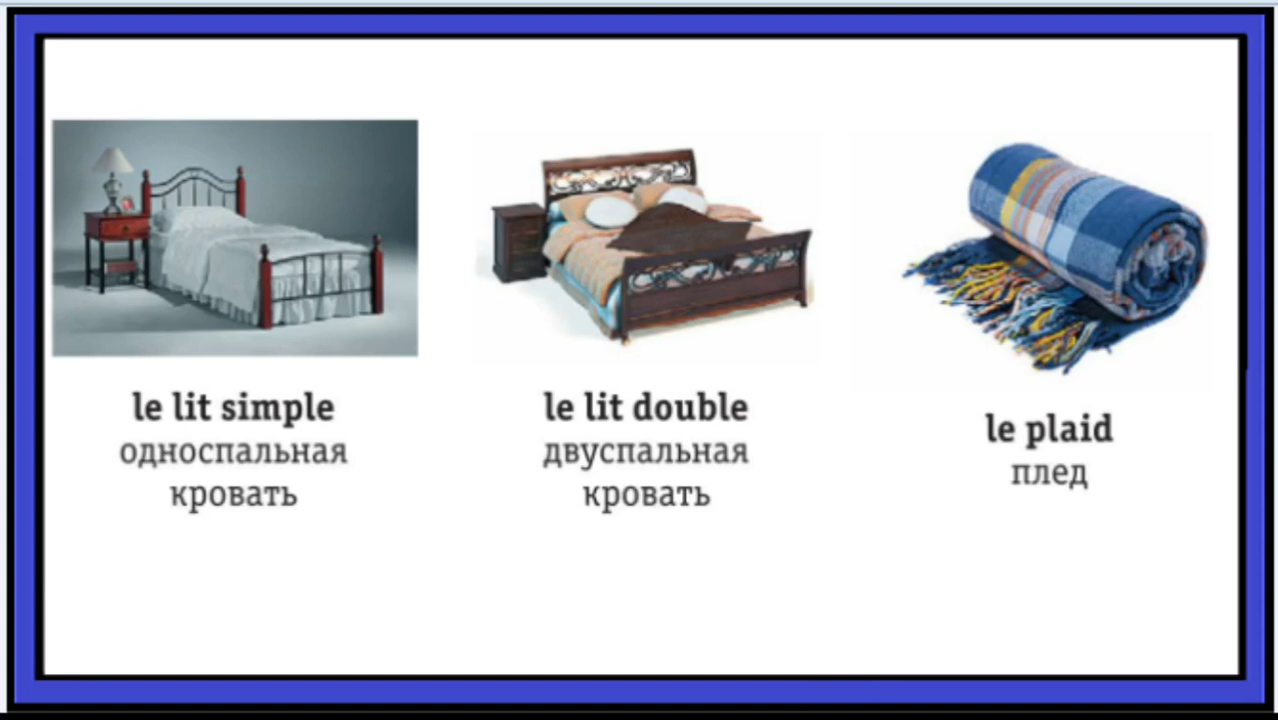 le lit simple
односпальная
кровать
le lit double
двуспальная
кровать
le plaid
плед